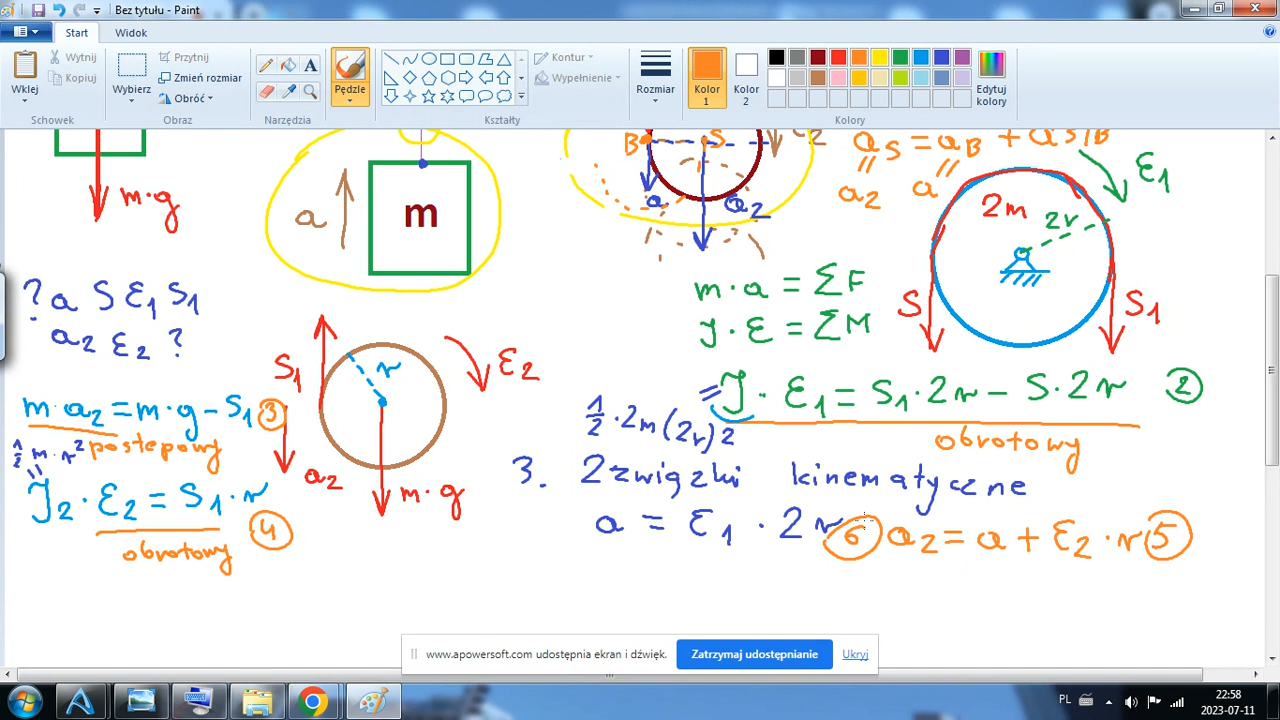 Bez tytułu - Paint
Start
Widok
Wklej
Wytnij
Kopiuj
Schowek
Wybierz
Przytnij
Zmień rozmiar
Obróć
Obraz
Narzędzia
Pędzle
Kształty
Kontur
Wypełnienie
Rozmiar
Kolor 1
Kolor 2
Edytuj kolory
Kolory
m·g
a
m
B
S
a
a2
aS = aB + aS/B
a2
a
ε1
2m
2r
S
S1
? a S ε1 S1
a2 ε2 ?
m·a = ΣF
J·ε = ΣM
S1
r
ε2
a2
m·g
m·a2 = m·g - S1 3
postępowy
1/2 m·r2
J2·ε2 = S1·r
obrotowy 4
J·ε1 = S1·2r - S·2r 2
1/2·2m(2r)2
obrotowy
3. 2 związki kinematyczne
a = ε1·2r 6 a2 = a + ε2·r 5
www.apowersoft.com udostępnia ekran i dźwięk.
Zatrzymaj udostępnianie
Ukryj
PL
22:58
2023-07-11